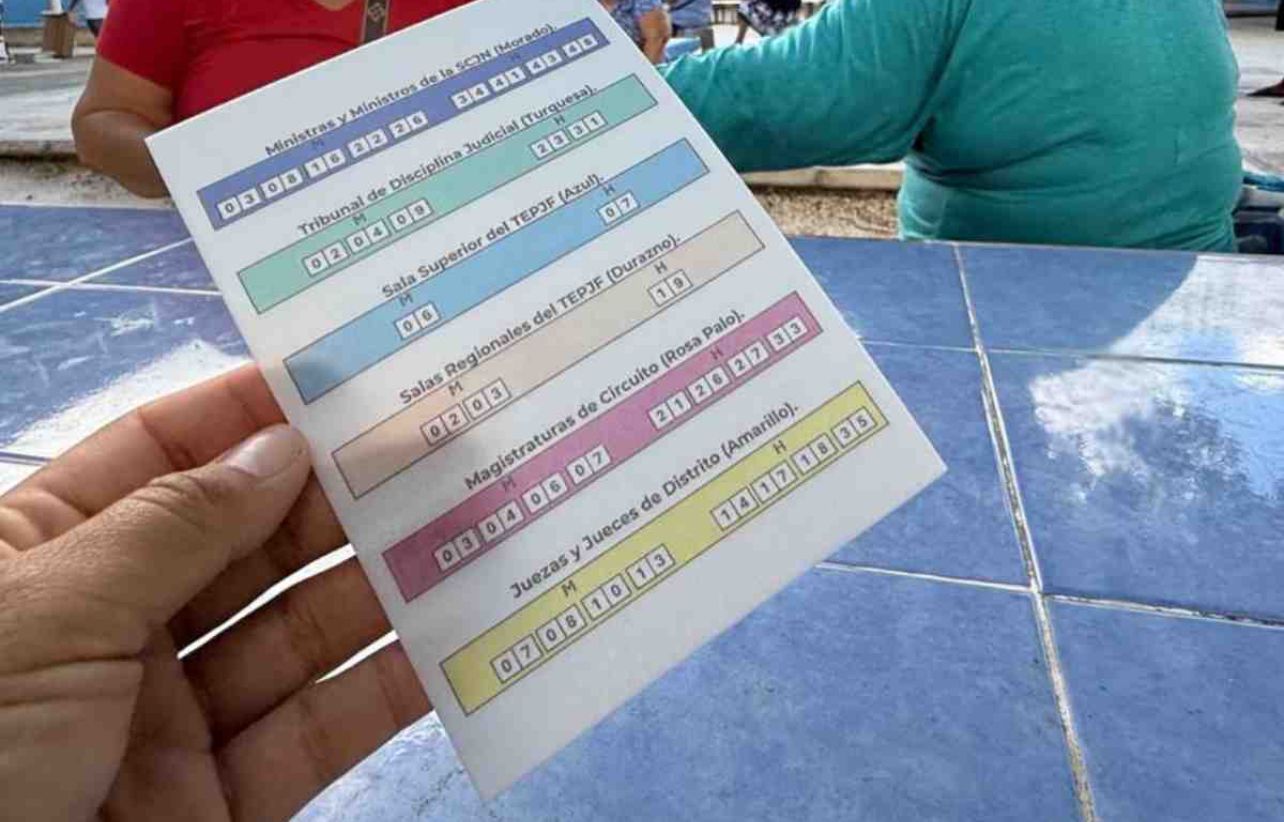 Ministras y Ministros de la SCJN (Morado).
M H
03 08 16 22 26 34 41 43 48
Tribunal de Disciplina Judicial (Turquesa).
M H
02 04 09 23 31
Sala Superior del TEPJF (Azul).
M H
06 07
Salas Regionales del TEPJF (Durazno).
M H
02 03 19
Magistraturas de Circuito (Rosa Palo).
M H
03 04 06 07 21 26 27 33
Juezas y Jueces de Distrito (Amarillo).
M H
07 08 10 13 14 17 18 35